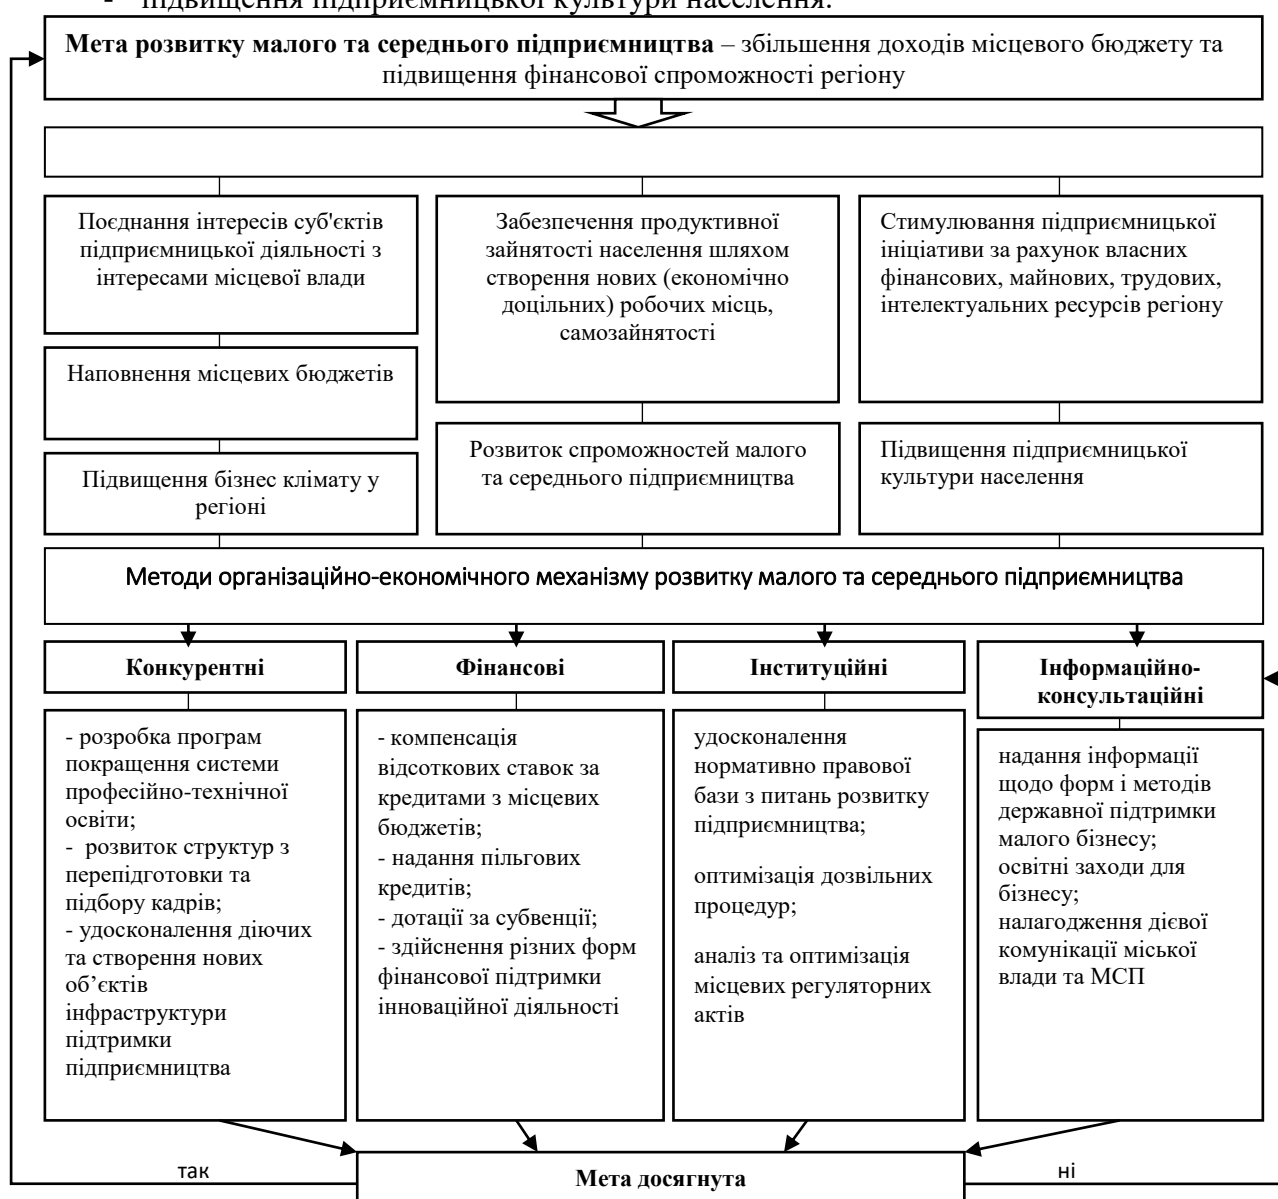 - підвищення підприємницької культури населення.
Мета розвитку малого та середнього підприємництва – збільшення доходів місцевого бюджету та
підвищення фінансової спроможності регіону
Поєднання інтересів суб'єктів
підприємницької діяльності з
інтересами місцевої влади
Забезпечення продуктивної
зайнятості населення шляхом
створення нових (економічно
доцільних) робочих місць,
самозайнятості
Стимулювання підприємницької
ініціативи за рахунок власних
фінансових, майнових, трудових,
інтелектуальних ресурсів регіону
Наповнення місцевих бюджетів
Підвищення бізнес клімату у
регіоні
Розвиток спроможностей малого
та середнього підприємництва
Підвищення підприємницької
культури населення
Методи організаційно-економічного механізму розвитку малого та середнього підприємництва
Конкурентні
Фінансові
Інституційні
Інформаційно-
консультаційні
- розробка програм
покращення системи
професійно-технічної
освіти;
- розвиток структур з
перепідготовки та
підбору кадрів;
- удосконалення діючих
та створення нових
об’єктів
інфраструктури
підтримки
підприємництва
- компенсація
відсоткових ставок за
кредитами з місцевих
бюджетів;
- надання пільгових
кредитів;
- дотації за субвенції;
- здійснення різних форм
фінансової підтримки
інноваційної діяльності
удосконалення
нормативно правової
бази з питань розвитку
підприємництва;
оптимізація дозвільних
процедур;
аналіз та оптимізація
місцевих регуляторних
актів
надання інформації
щодо форм і методів
державної підтримки
малого бізнесу;
освітні заходи для
бізнесу;
налагодження дієвої
комунікації міської
влади та МСП
так
Мета досягнута
ні